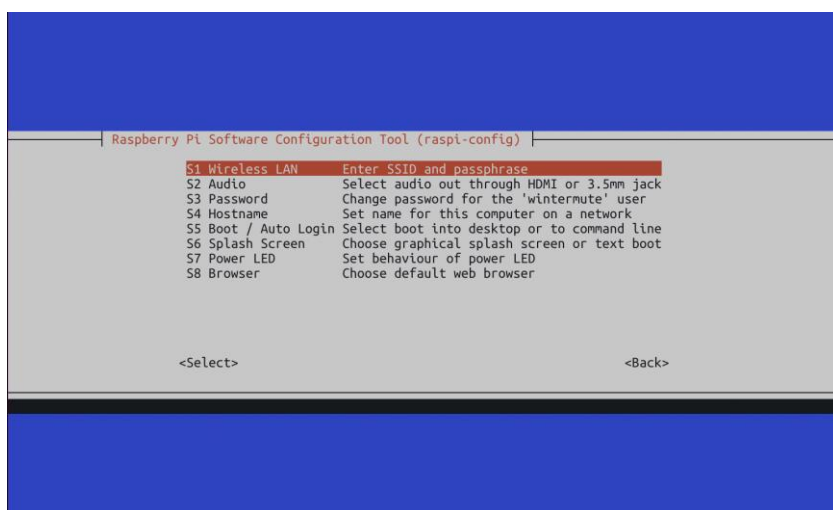 Raspberry Pi Software Configuration Tool (raspi-config)
S1 Wireless LAN Enter SSID and passphrase
S2 Audio Select audio out through HDMI or 3.5mm jack
S3 Password Change password for the 'wintermute' user
S4 Hostname Set name for this computer on a network
S5 Boot / Auto Login Select boot into desktop or to command line
S6 Splash Screen Choose graphical splash screen or text boot
S7 Power LED Set behaviour of power LED
S8 Browser Choose default web browser
<Select> <Back>